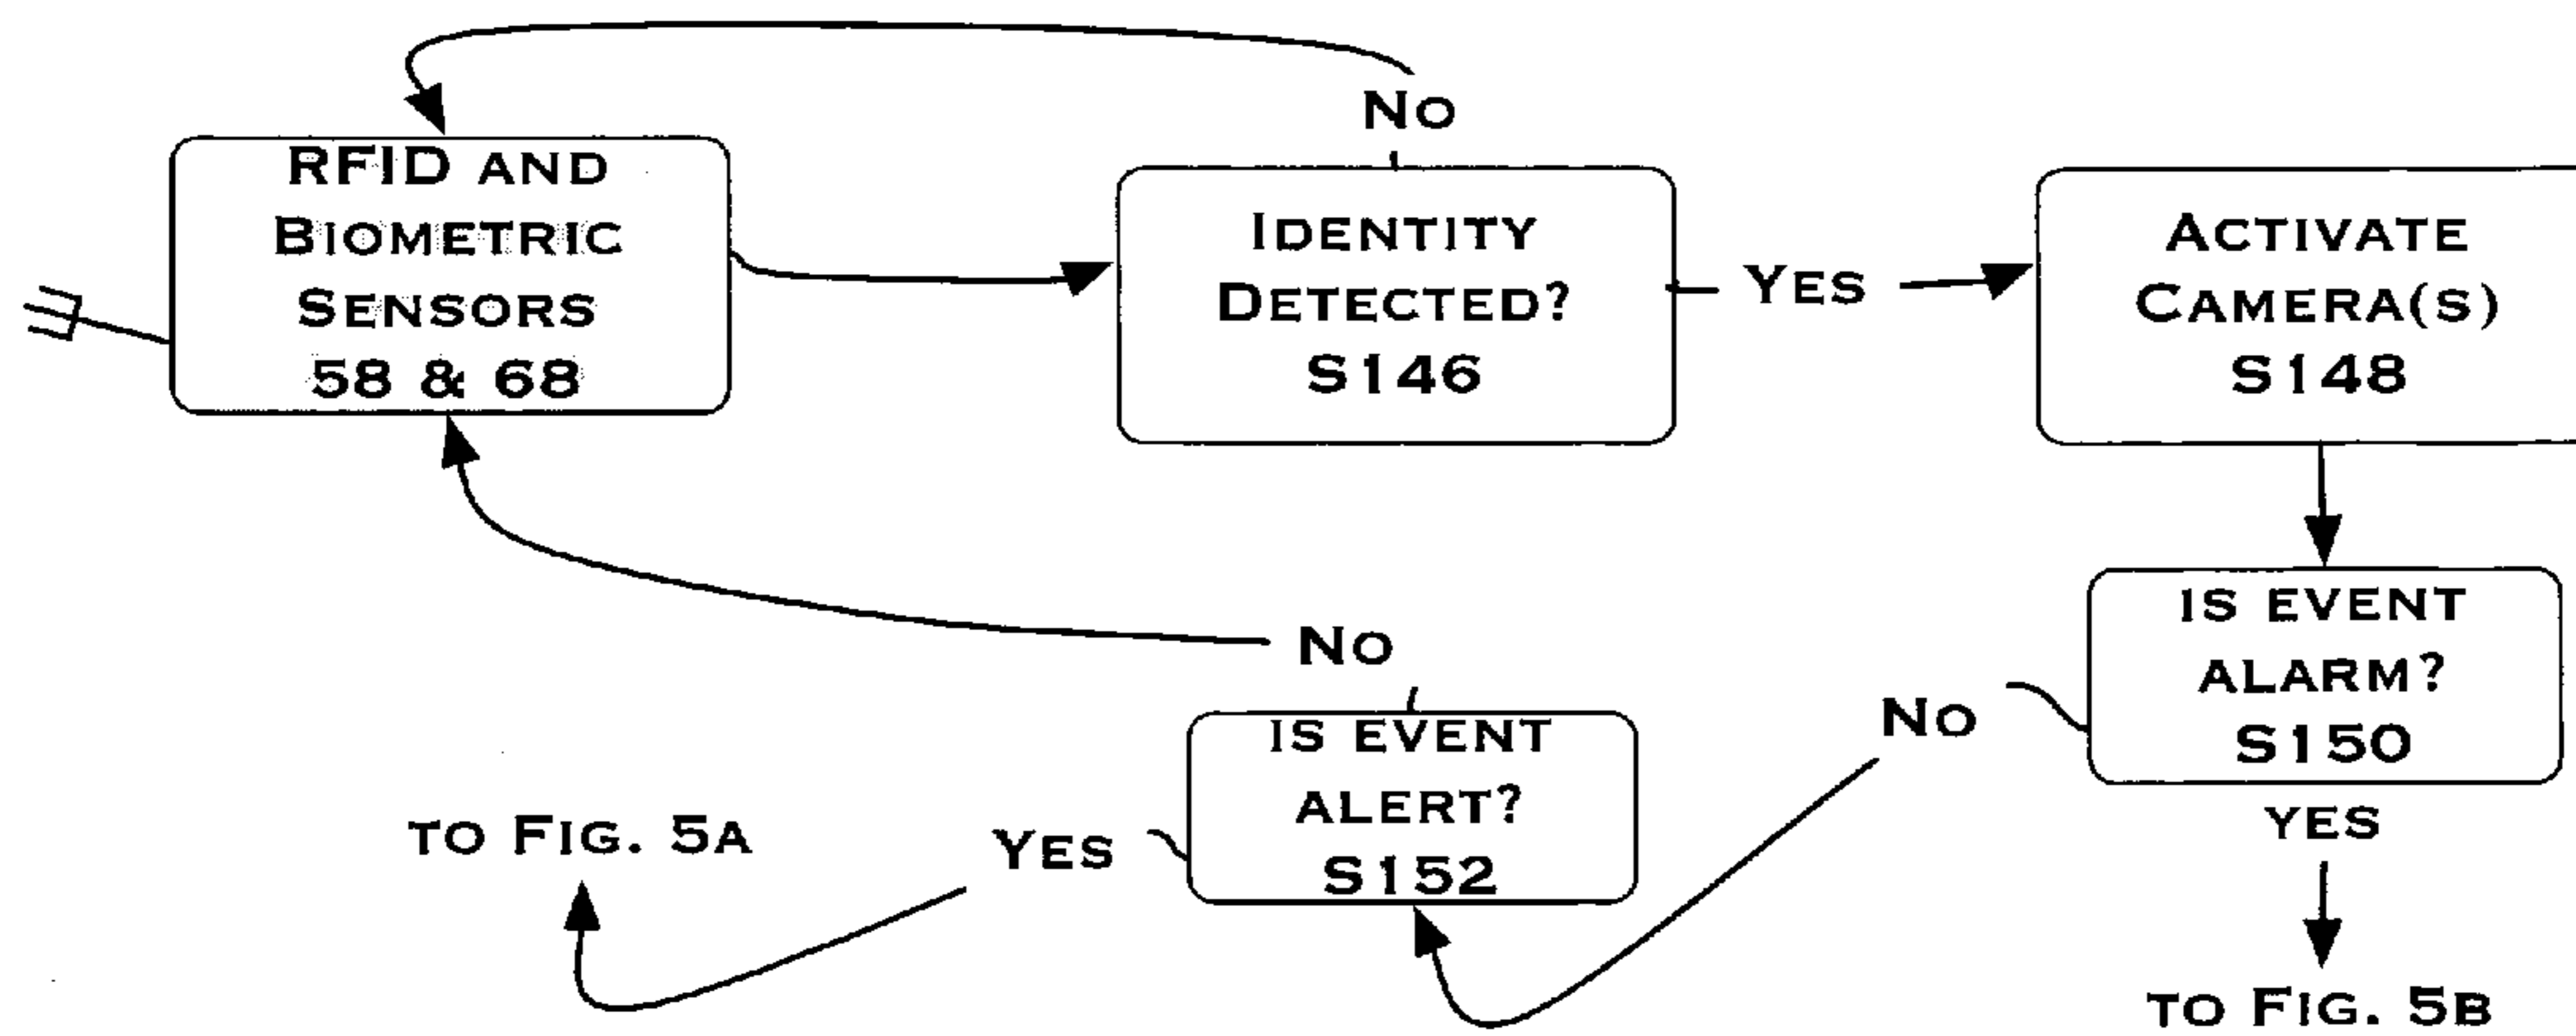 No
RFID AND
BIOMETRIC
SENSORS
58 & 68
IDENTITY
DETECTED?
S146
YES
ACTIVATE
CAMERA(S)
S148
IS EVENT
ALARM?
S150
No
YES
TO FIG. 5B
No
IS EVENT
ALERT?
S152
YES
TO FIG. 5A